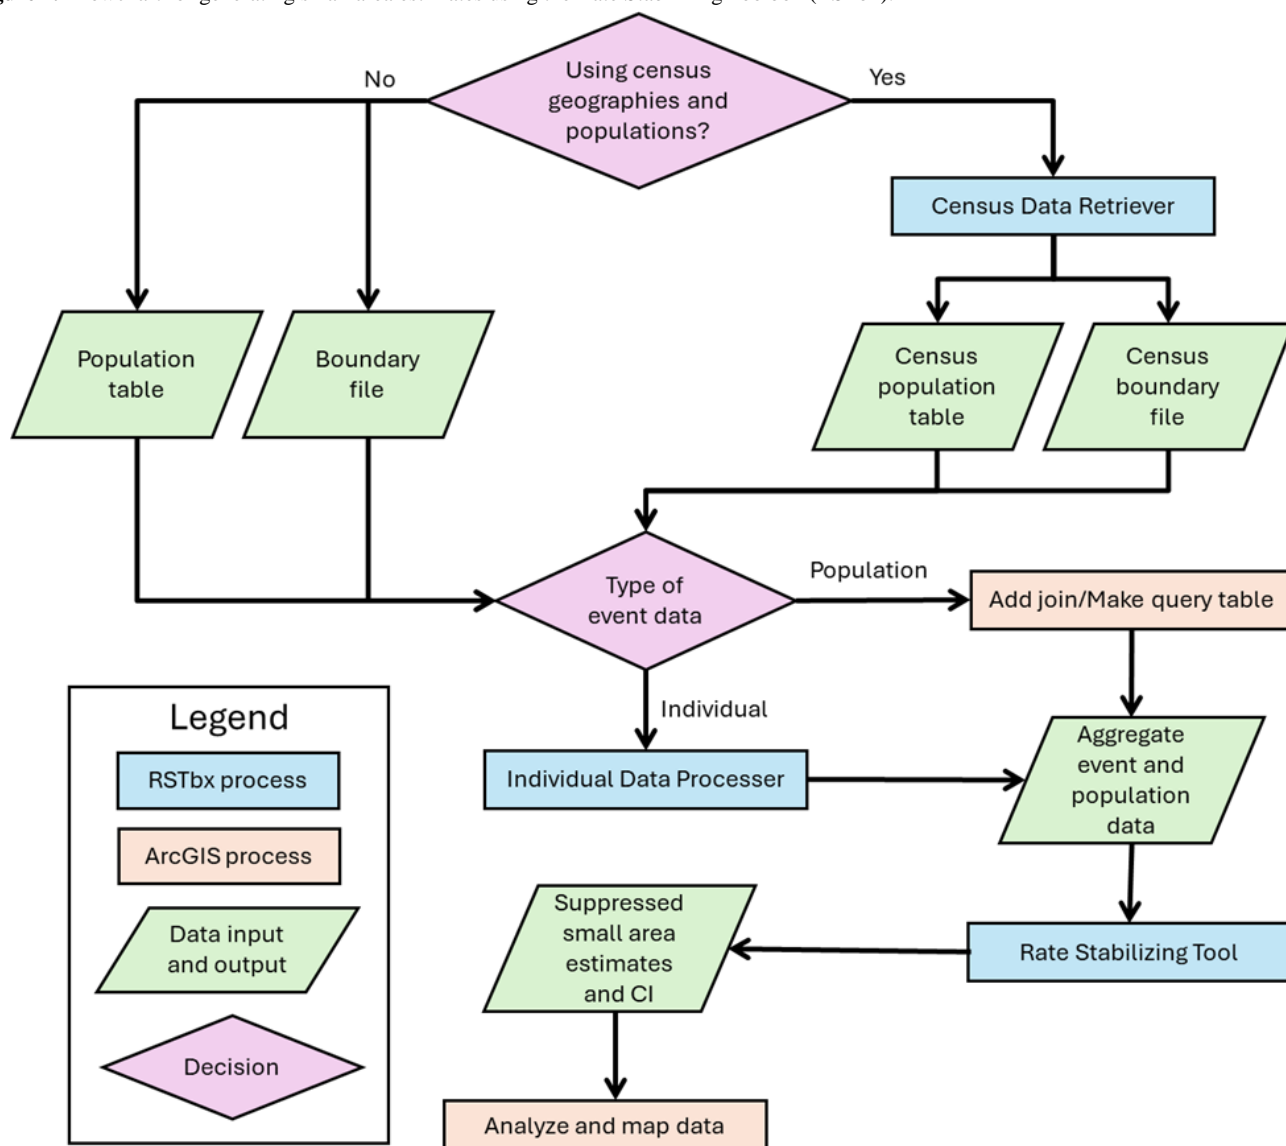 No
Using census
geographies and
populations?
Yes
Census Data Retriever
Population
table
Boundary
file
Census
population
table
Census
boundary
file
Type of
event data
Population
Add join/Make query table
Individual
Individual Data Processer
Aggregate
event and
population
data
Rate Stabilizing Tool
Suppressed
small area
estimates
and CI
Analyze and map data
Legend
RSTbx process
ArcGIS process
Data input
and output
Decision